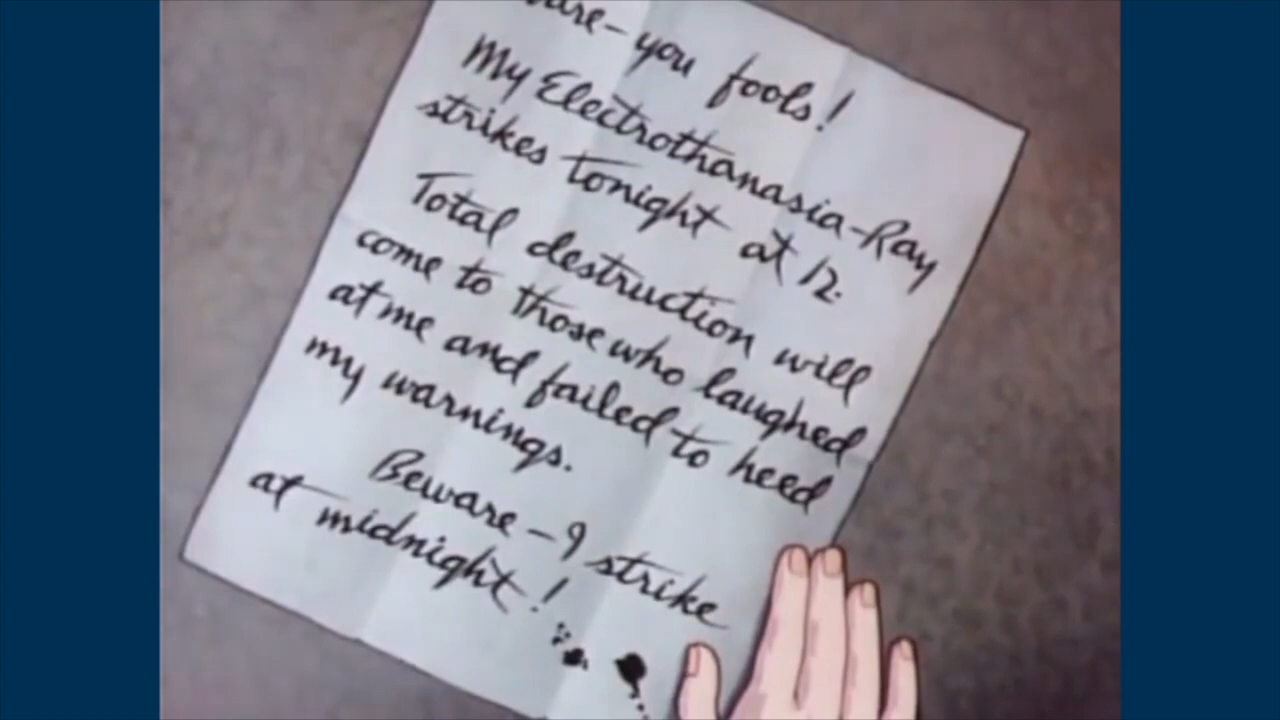 you fools!
My Electrothanasia-Ray
strikes tonight at 12.
Total destruction will
come to those who laughed
at me and failed to heed
my warnings.
Beware-I strike
at midnight!